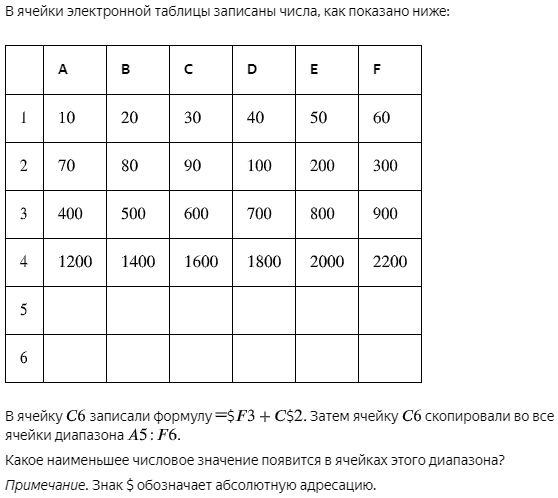 В ячейки электронной таблицы записаны числа, как показано ниже:
A B C D E F
1 10 20 30 40 50 60
2 70 80 90 100 200 300
3 400 500 600 700 800 900
4 1200 1400 1600 1800 2000 2200
5
6
В ячейку C6 записали формулу =$F3 + C$2. Затем ячейку C6 скопировали во все
ячейки диапазона A5 : F6.
Какое наименьшее числовое значение появится в ячейках этого диапазона?
Примечание. Знак $ обозначает абсолютную адресацию.